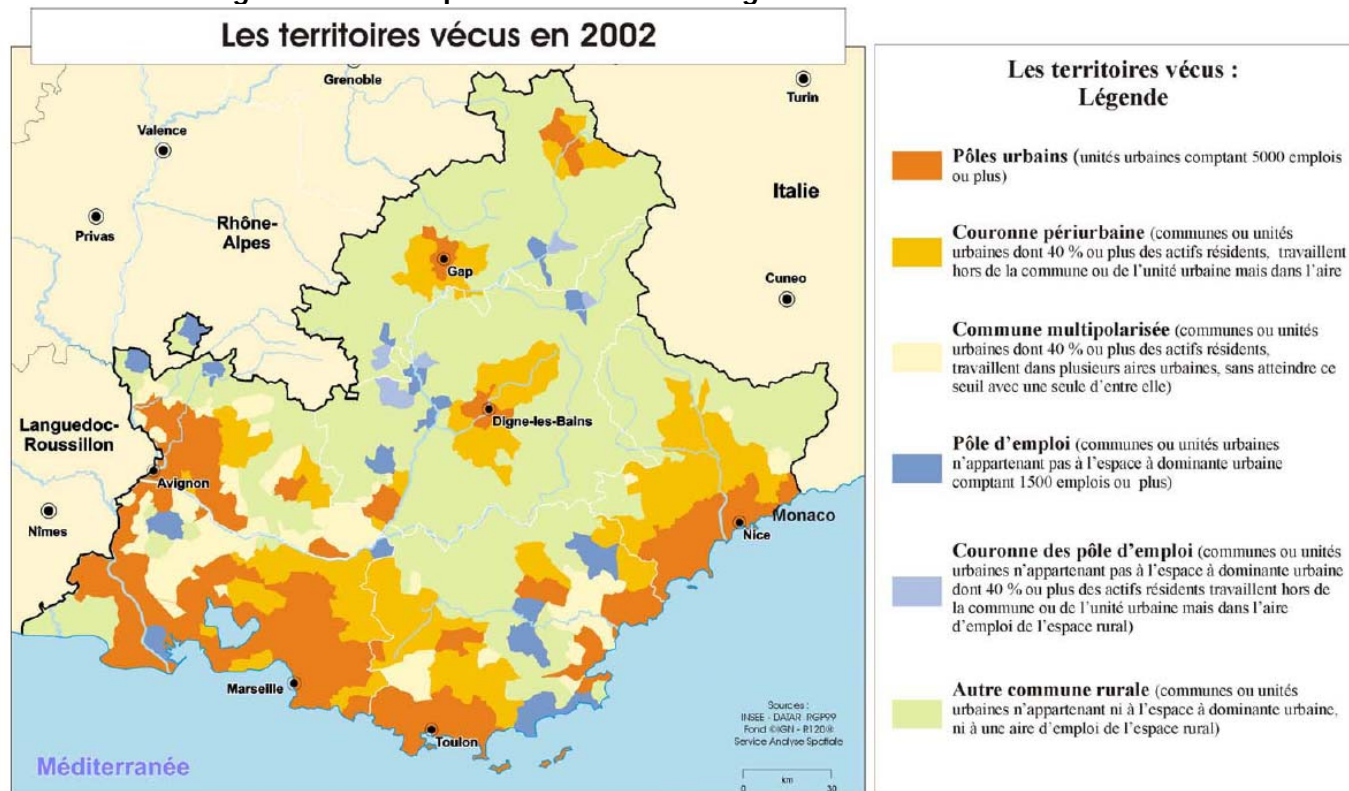 Les territoires vécus en 2002
Grenoble
Turin
Valence
Italie
Privas
Rhône-
Alpes
Gap
Cuneo
Languedoc-
Roussillon
Digne-les-Bains
Avignon
Nîmes
Monaco
Nice
Marseille
Toulon
Méditerranée
Sources :
INSEE - DATAR RGP99
Fond ©IGN - R120®
Service Analyse Spatiale
km
0 30
Les territoires vécus :
Légende
Pôles urbains (unités urbaines comptant 5000 emplois
ou plus)
Couronne périurbaine (communes ou unités
urbaines dont 40 % ou plus des actifs résidents, travaillent
hors de la commune ou de l'unité urbaine mais dans l'aire
Commune multipolarisée (communes ou unités
urbaines dont 40 % ou plus des actifs résidents,
travaillent dans plusieurs aires urbaines, sans atteindre ce
seuil avec une seule d'entre elle)
Pôle d'emploi (communes ou unités urbaines
n'appartenant pas à l'espace à dominante urbaine
comptant 1500 emplois ou plus)
Couronne des pôle d'emploi (communes ou unités
urbaines n'appartenant pas à l'espace à dominante urbaine
dont 40 % ou plus des actifs résidents travaillent hors de
la commune ou de l'unité urbaine mais dans l'aire
d'emploi de l'espace rural)
Autre commune rurale (communes ou unités
urbaines n'appartenant ni à l'espace à dominante urbaine,
ni à une aire d'emploi de l'espace rural)